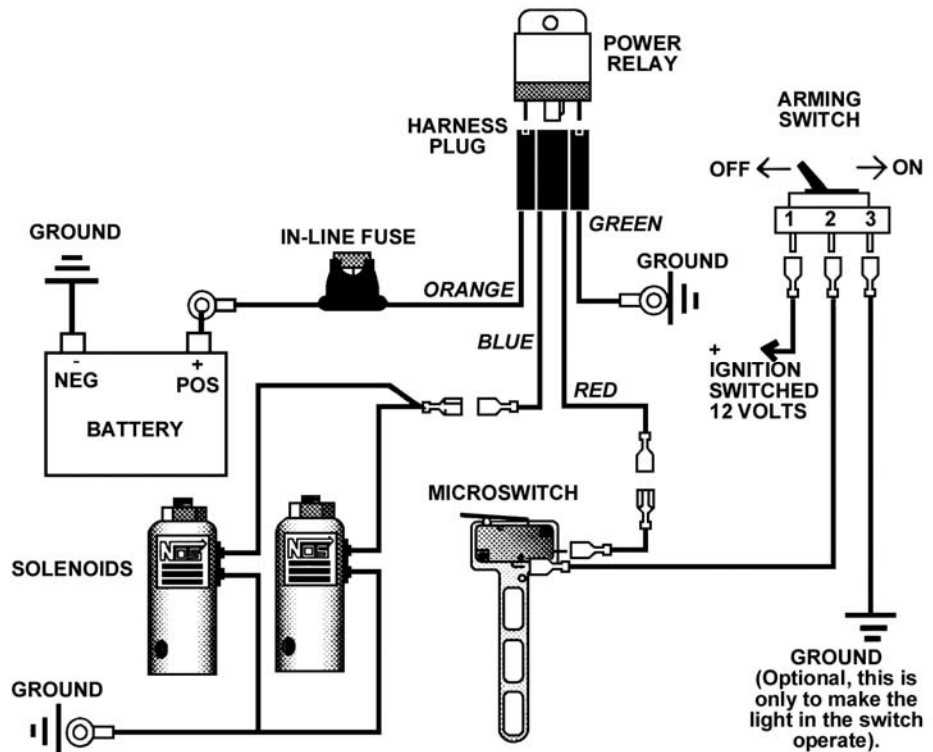 POWER
RELAY
ARMING
SWITCH
HARNESS
PLUG
OFF
ON
1 2 3
GREEN
GROUND
IN-LINE FUSE
GROUND
ORANGE
BLUE
-
NEG
+
POS
BATTERY
RED
+
IGNITION
SWITCHED
12 VOLTS
MICROSWITCH
NOS
NOS
SOLENOIDS
GROUND
GROUND
(Optional, this is
only to make the
light in the switch
operate).